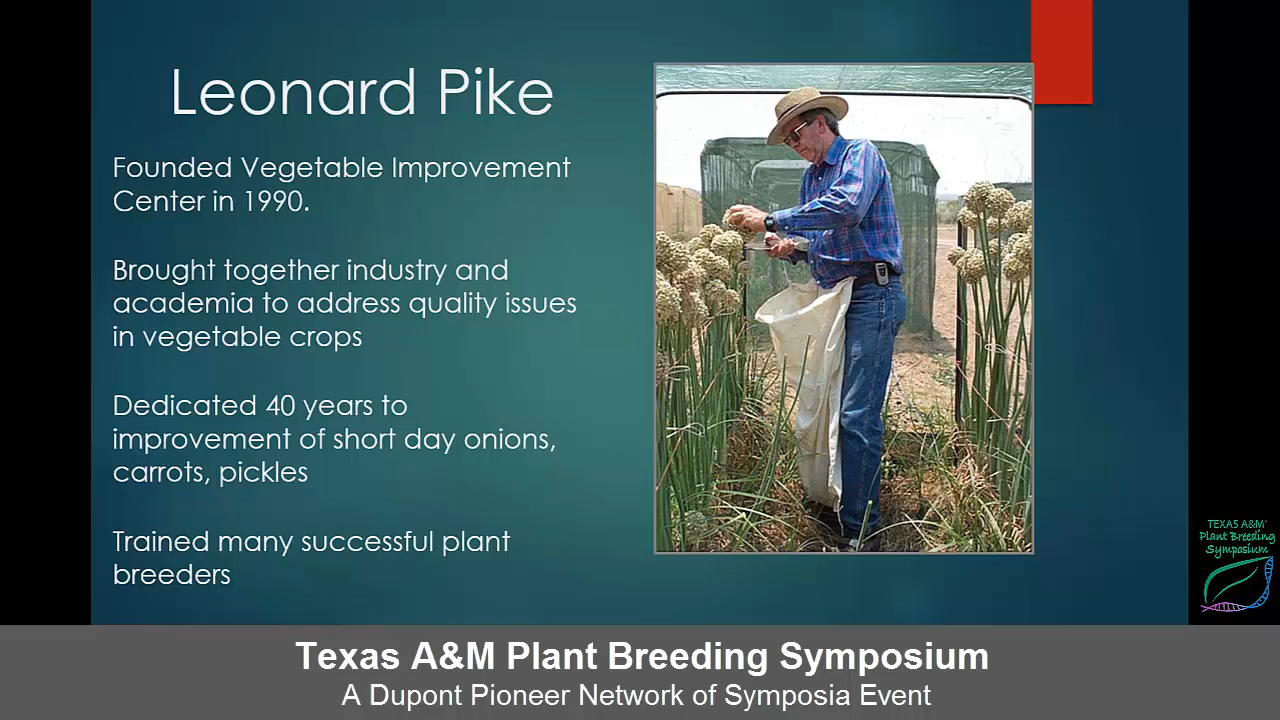 Leonard Pike
Founded Vegetable Improvement
Center in 1990.
Brought together industry and
academia to address quality issues
in vegetable crops
Dedicated 40 years to
improvement of short day onions,
carrots, pickles
Trained many successful plant
breeders
TEXAS A&M
Plant Breeding
Symposium
Texas A&M Plant Breeding Symposium
A Dupont Pioneer Network of Symposia Event